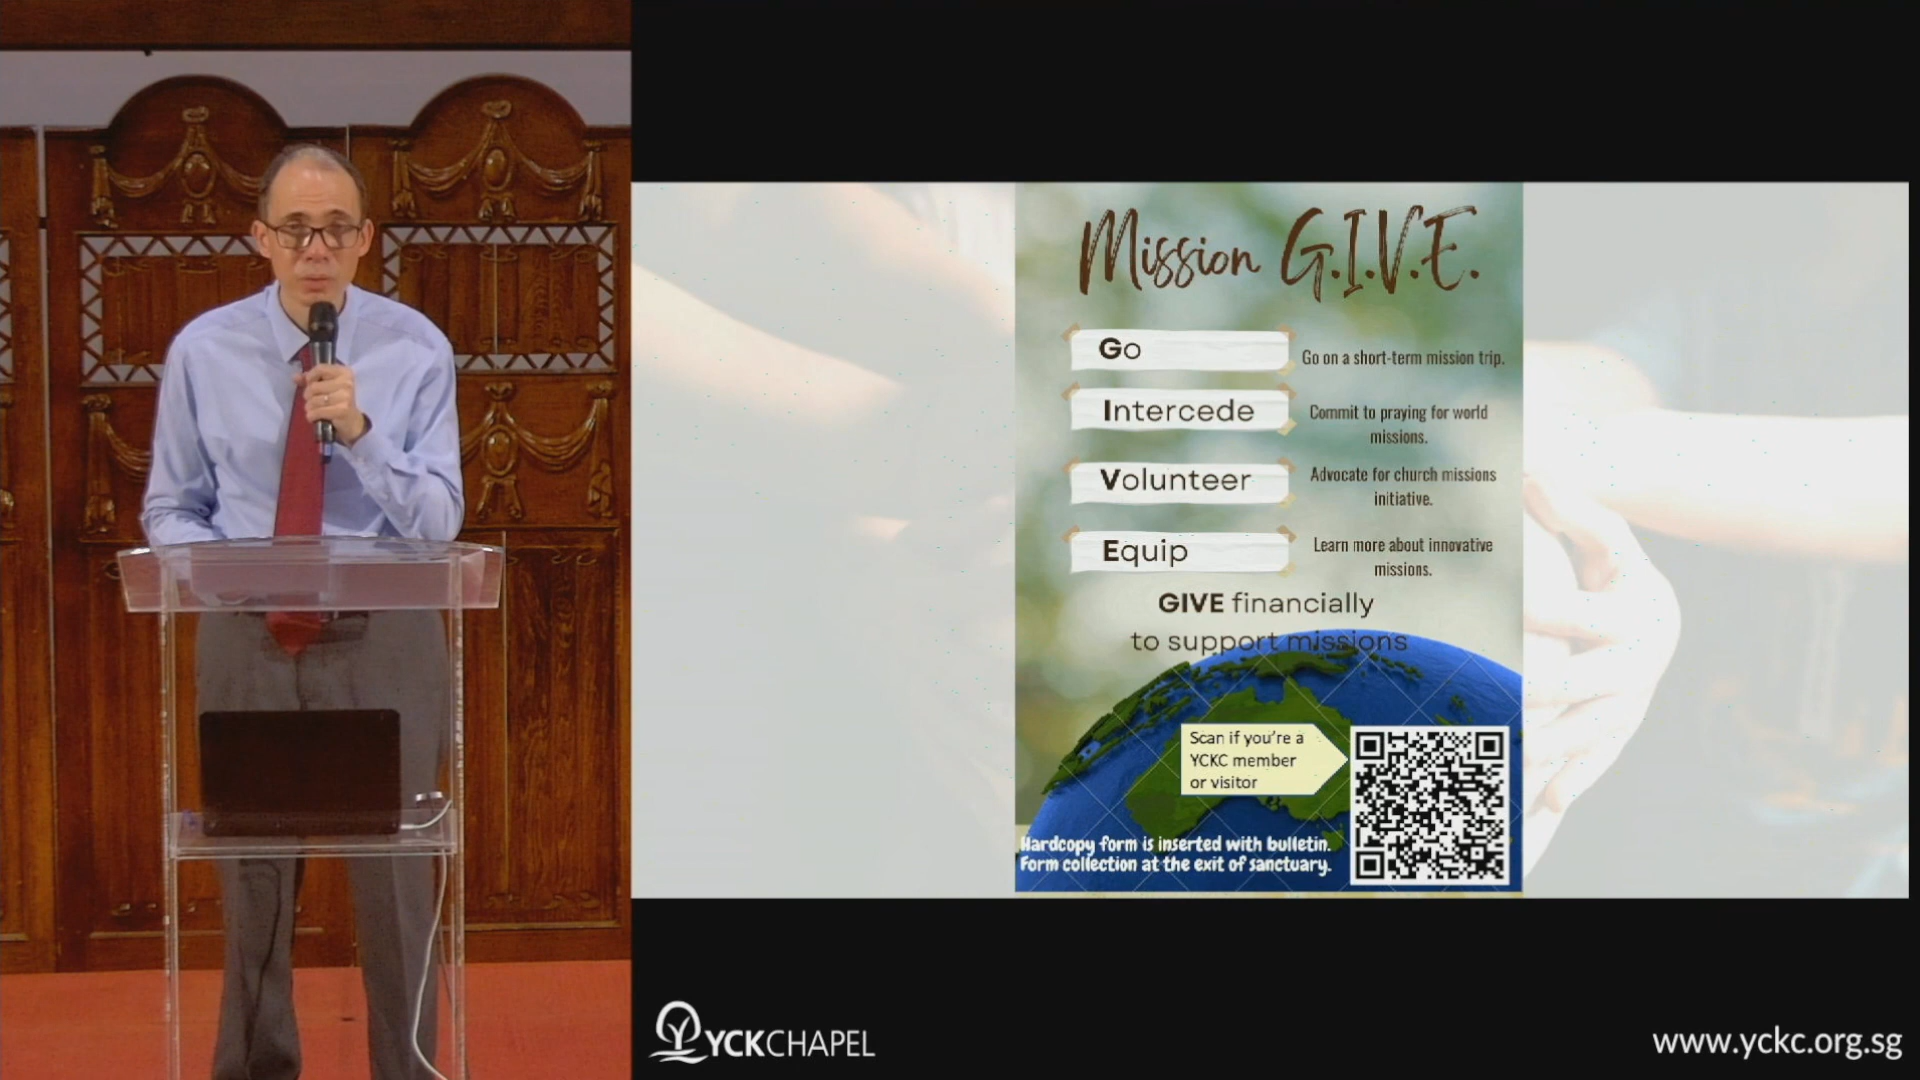 Mission G.I.V.E.
Go
Go on a short-term mission trip.
Intercede
Commit to praying for world
missions.
Volunteer
Advocate for church missions
initiative.
Equip
Learn more about innovative
missions.
GIVE financially
to support missions
Scan if you're a
YCKC member
or visitor
Hardcopy form is inserted with bulletin.
Form collection at the exit of sanctuary.
YCKCHAPEL
www.yckc.org.sg